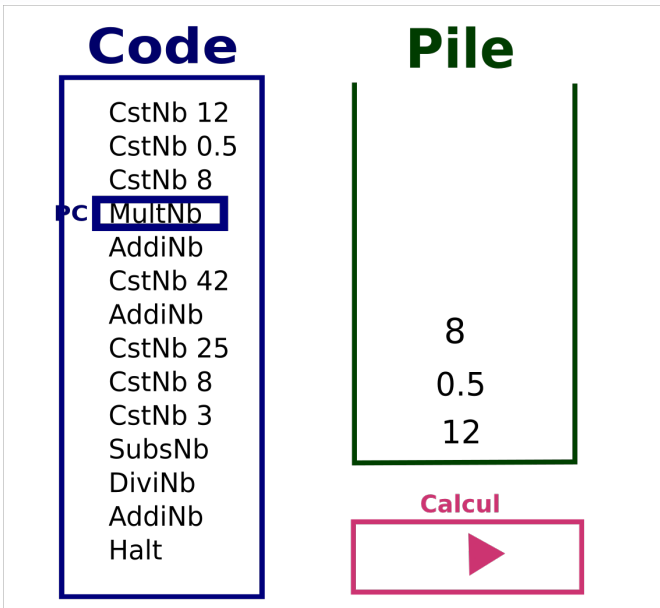 Code
CstNb 12
CstNb 0.5
CstNb 8
PC MultNb
AddiNb
CstNb 42
AddiNb
CstNb 25
CstNb 8
CstNb 3
SubsNb
DiviNb
AddiNb
Halt
Pile
8
0.5
12
Calcul